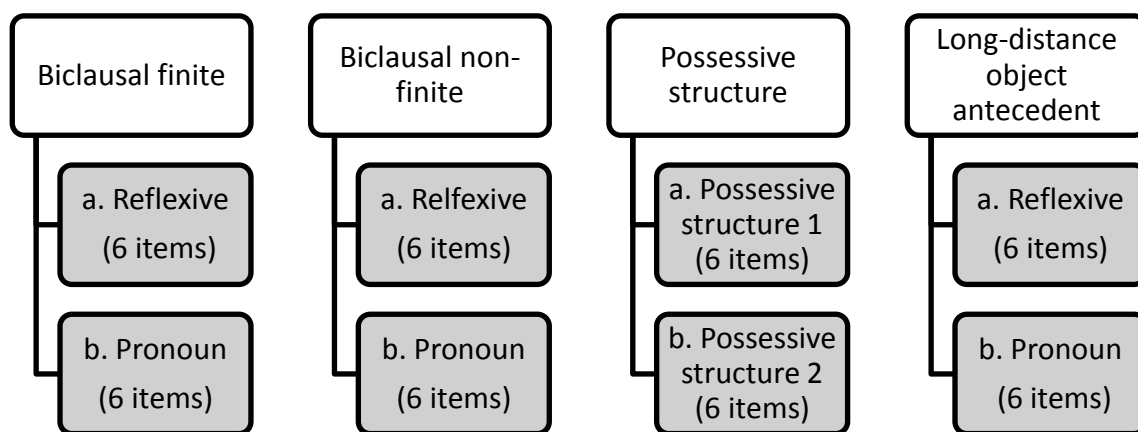 Biclausal finite
a. Reflexive
(6 items)
b. Pronoun
(6 items)
Biclausal non-
finite
a. Relfexive
(6 items)
b. Pronoun
(6 items)
Possessive
structure
a. Possessive
structure 1
(6 items)
b. Possessive
structure 2
(6 items)
Long-distance
object
antecedent
a. Reflexive
(6 items)
b. Pronoun
(6 items)